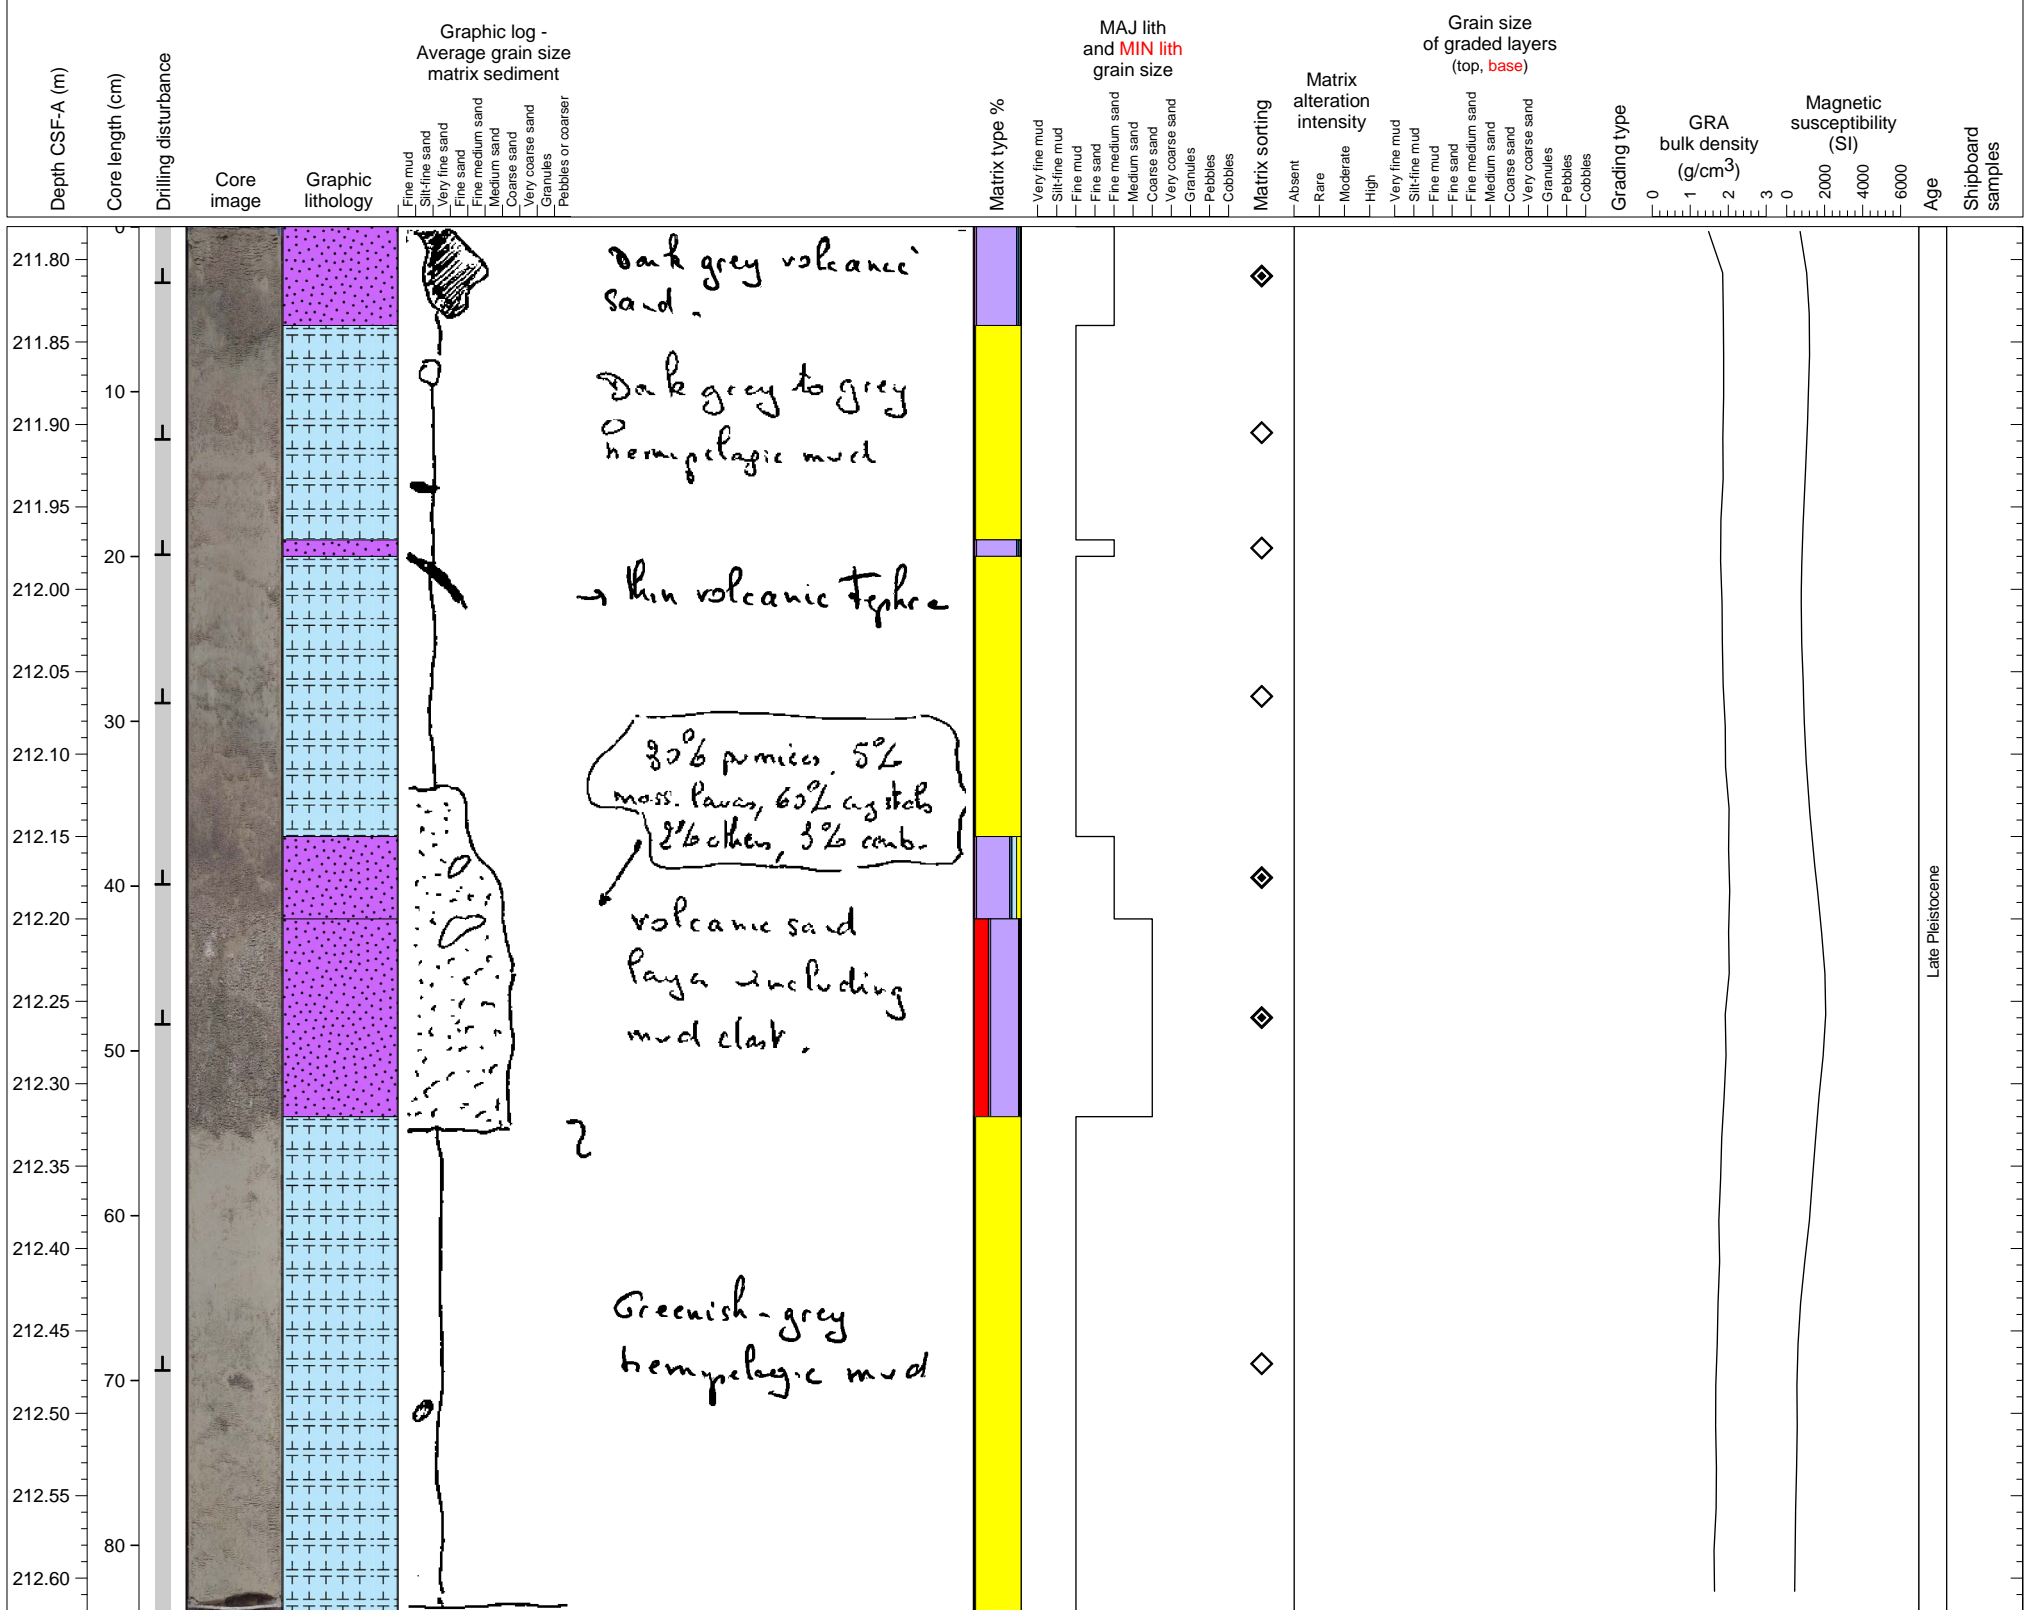 Depth CSF-A (m)
Core length (cm)
Drilling disturbance
Core
image
Graphic
lithology
Graphic log -
Average grain size
matrix sediment
Fine mud
Silt-fine sand
Very fine sand
Fine sand
Fine medium sand
Medium sand
Coarse sand
Very coarse sand
Granules
Pebbles or coarser
Matrix type %
MAJ lith
and MIN lith
grain size
Very fine mud
Silt-fine mud
Fine mud
Fine sand
Fine medium sand
Medium sand
Coarse sand
Very coarse sand
Granules
Pebbles
Cobbles
Matrix sorting
Matrix
alteration
intensity
Absent
Rare
Moderate
High
Grain size
of graded layers
(top, base)
Very fine mud
Silt-fine mud
Fine mud
Fine sand
Fine medium sand
Medium sand
Coarse sand
Very coarse sand
Granules
Pebbles
Cobbles
Grading type
GRA
bulk density
(g/cm3)
0 1 2 3
Magnetic
susceptibility
(SI)
0 2000 4000 6000
Age
Shipboard
samples
0
211.80
211.85
10
211.90
211.95
20
212.00
212.05
30
212.10
212.15
40
212.20
212.25
50
212.30
212.35
60
212.40
212.45
70
212.50
212.55
80
212.60
Dark grey volcanic
sand.
Dark grey to grey
hemipelagic mud
→ thin volcanic Tephra
30% pumices, 5%
mass. lavas, 60% crystals
2% others, 3% carb.
volcanic sand
layer including
mud clast.
?
Greenish-grey
hemipelagic mud
Late Pleistocene